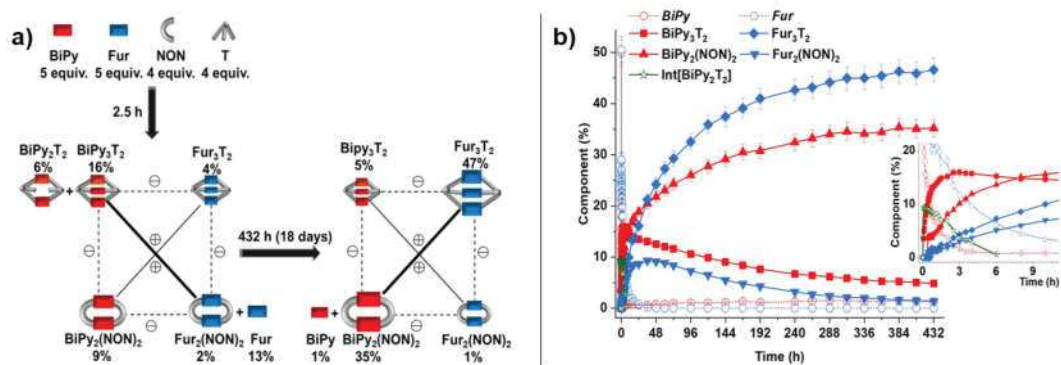 a)
BiPy Fur NON T
5 equiv. 5 equiv. 4 equiv. 4 equiv.
2.5 h
BiPy2T2 BiPy3T2 Fur3T2
6% 16% 4%
+ ⊖
⊖ ⊕ ⊖
⊕
⊖ +
BiPy2(NON)2 Fur2(NON)2 Fur
9% 2% 13%
432 h (18 days)
Bipy3T2 Fur3T2
5% 47%
⊖
⊖ ⊕ ⊖
⊕
+ ⊖
BiPy BiPy2(NON)2 Fur2(NON)2
1% 35% 1%
b)
BiPy Fur
BiPy3T2 Fur3T2
BiPy2(NON)2 Fur2(NON)2
Int[BiPy2T2]
Component (%)
50
40
30
20
10
0
0 48 96 144 192 240 288 336 384 432
Time (h)
Component (%)
20
10
0
0 3 6 9
Time (h)